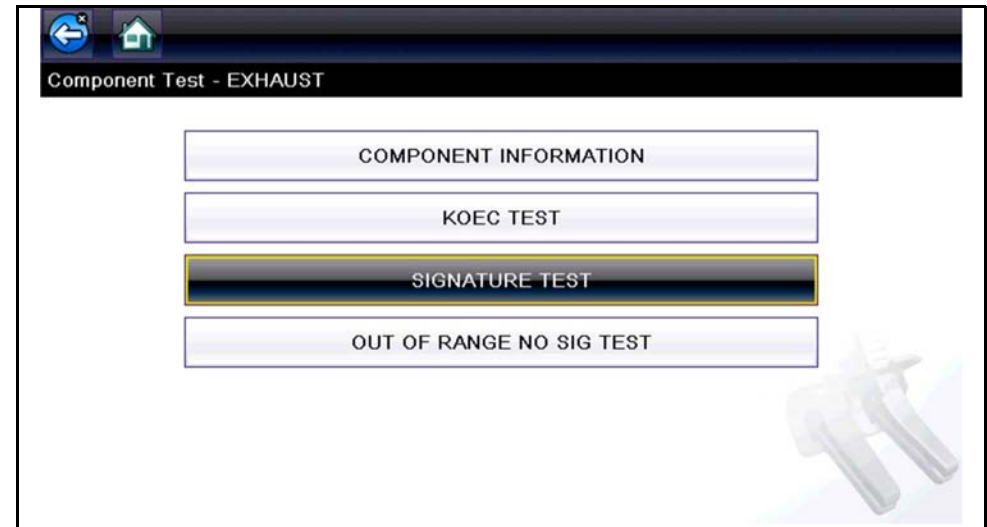 Component Test - EXHAUST
COMPONENT INFORMATION
KOEC TEST
SIGNATURE TEST
OUT OF RANGE NO SIG TEST